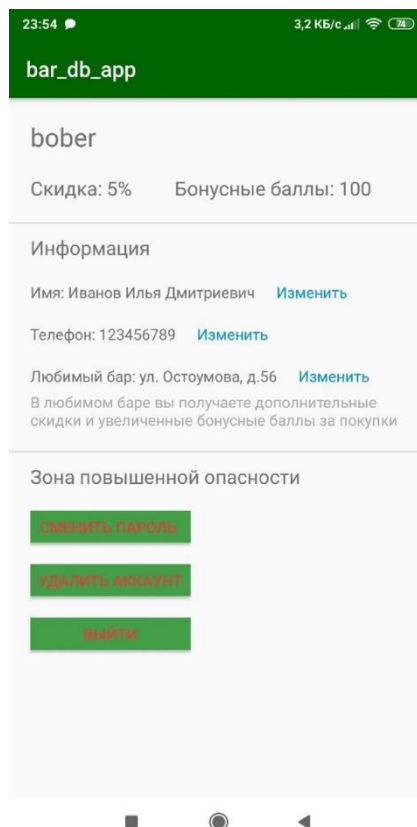 23:54 3,2 КБ/с 74
bar_db_app
bober
Скидка: 5% Бонусные баллы: 100
Информация
Имя: Иванов Илья Дмитриевич Изменить
Телефон: 123456789 Изменить
Любимый бар: ул. Остоумова, д.56 Изменить
В любимом баре вы получаете дополнительные
скидки и увеличенные бонусные баллы за покупки
Зона повышенной опасности
СМЕНИТЬ ПАРОЛЬ
УДАЛИТЬ АККАУНТ
ВЫЙТИ